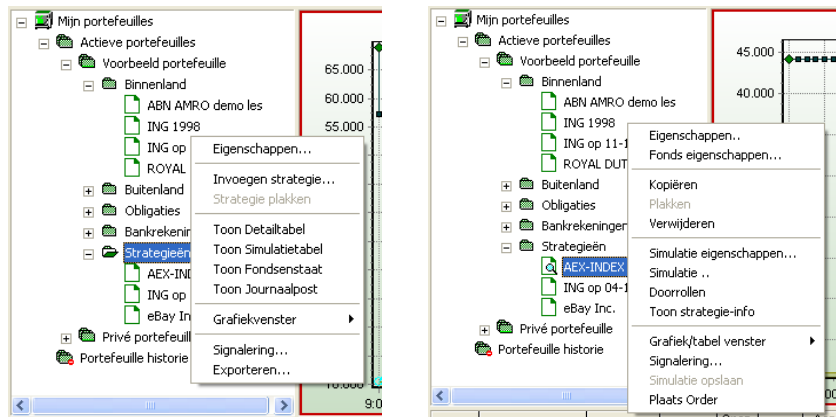 Mijn portefeuilles
Actieve portefeuilles
Voorbeeld portefeuille
Binnenland
ABN AMRO demo les
ING 1998
ING op
ROYAL
Buitenland
Obligaties
Bankrekenin
Strategieën
AEX-IND
ING op
eBay In
Privé portefeuill
Portefeuille historie
65.000
60.000
55.000
10.000
9:0
Eigenschappen...
Invoegen strategie...
Strategie plakken
Toon Detailtabel
Toon Simulatietabel
Toon Fondsenstaat
Toon Journaalpost
Grafiekvenster
Signalering...
Exporteren...
Mijn portefeuilles
Actieve portefeuilles
Voorbeeld portefeuille
Binnenland
ABN AMRO demo les
ING 1998
ING op 11-1
ROYAL DUT
Buitenland
Obligaties
Bankrekeningen
Strategieën
AEX-INDEX
ING op 04-1
eBay Inc.
Privé portefeuille
Portefeuille historie
45.000
40.000
Eigenschappen..
Fonds eigenschappen...
Kopiëren
Plakken
Verwijderen
Simulatie eigenschappen...
Simulatie ..
Doorrollen
Toon strategie-info
Grafiek/tabel venster
Signalering...
Simulatie opslaan
Plaats Order